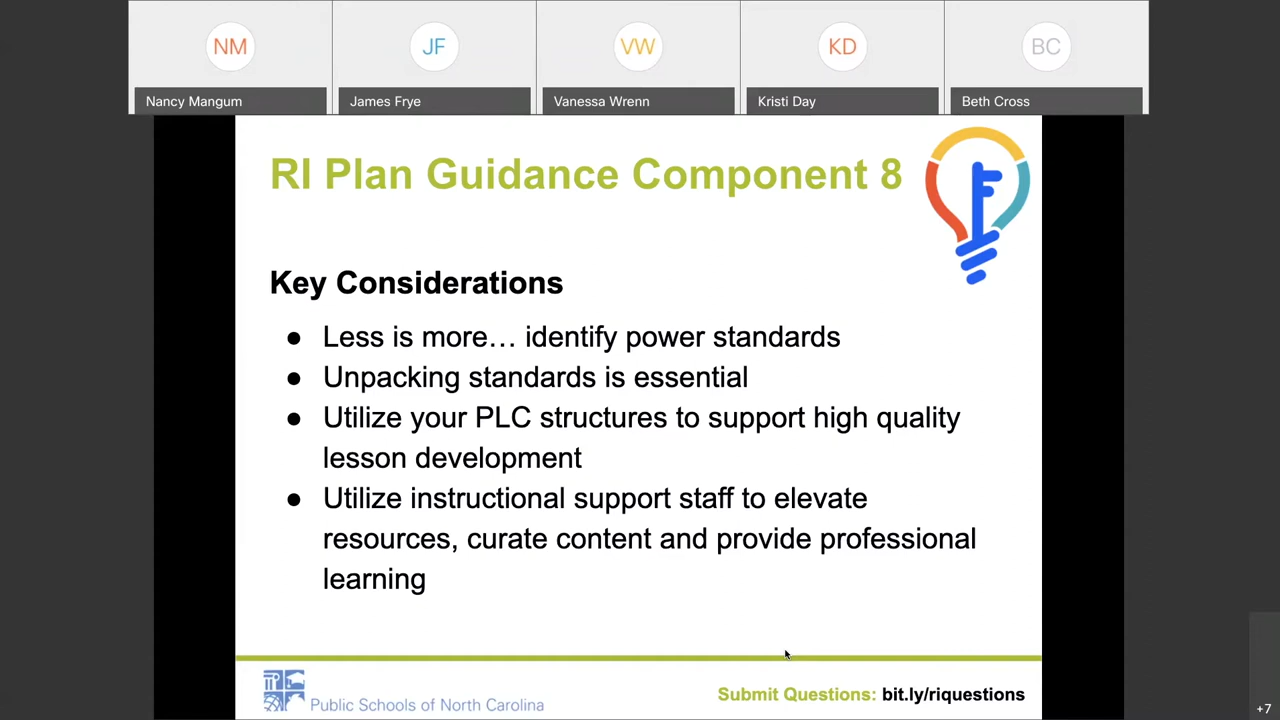 NM JF VW KD BC
Nancy Mangum James Frye Vanessa Wrenn Kristi Day Beth Cross
RI Plan Guidance Component 8
Key Considerations
● Less is more… identify power standards
● Unpacking standards is essential
● Utilize your PLC structures to support high quality
lesson development
● Utilize instructional support staff to elevate
resources, curate content and provide professional
learning
Public Schools of North Carolina
Submit Questions: bit.ly/riquestions
+7